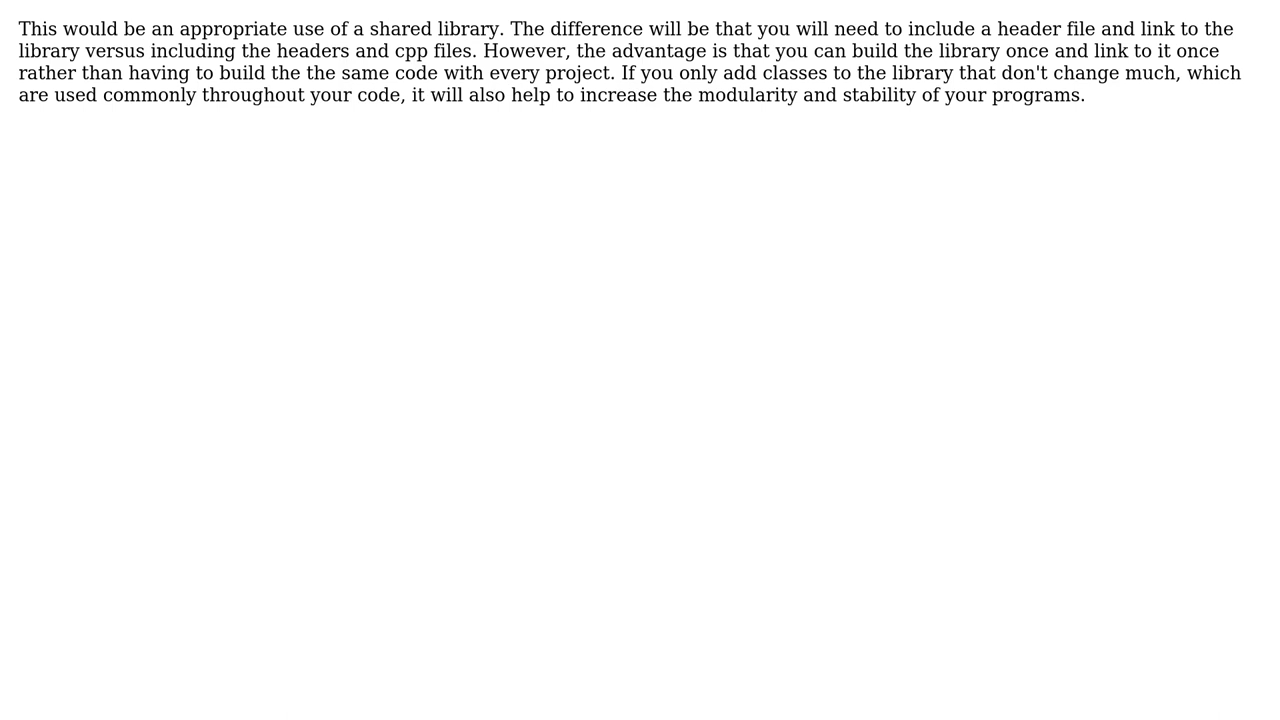 This would be an appropriate use of a shared library. The difference will be that you will need to include a header file and link to the
library versus including the headers and cpp files. However, the advantage is that you can build the library once and link to it once
rather than having to build the the same code with every project. If you only add classes to the library that don't change much, which
are used commonly throughout your code, it will also help to increase the modularity and stability of your programs.